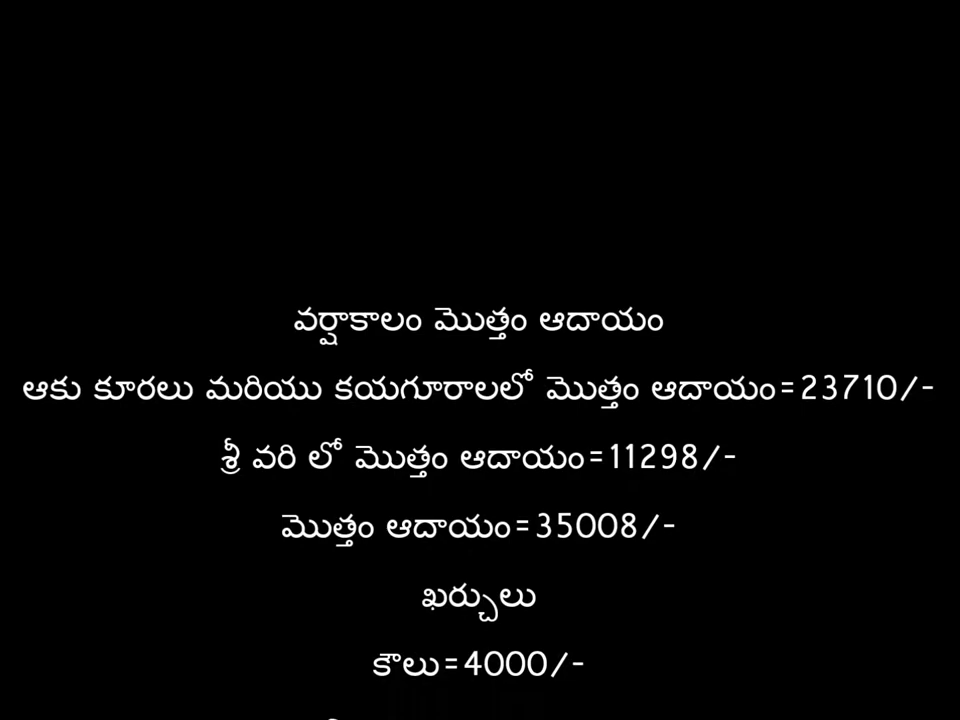 వర్షాకాలం మొత్తం ఆదాయం
ఆకు కూరలు మరియు కయగూరాలలో మొత్తం ఆదాయం=23710/-
శ్రీ వరి లో మొత్తం ఆదాయం=11298/-
మొత్తం ఆదాయం=35008/-
ఖర్చులు
కౌలు=4000/-